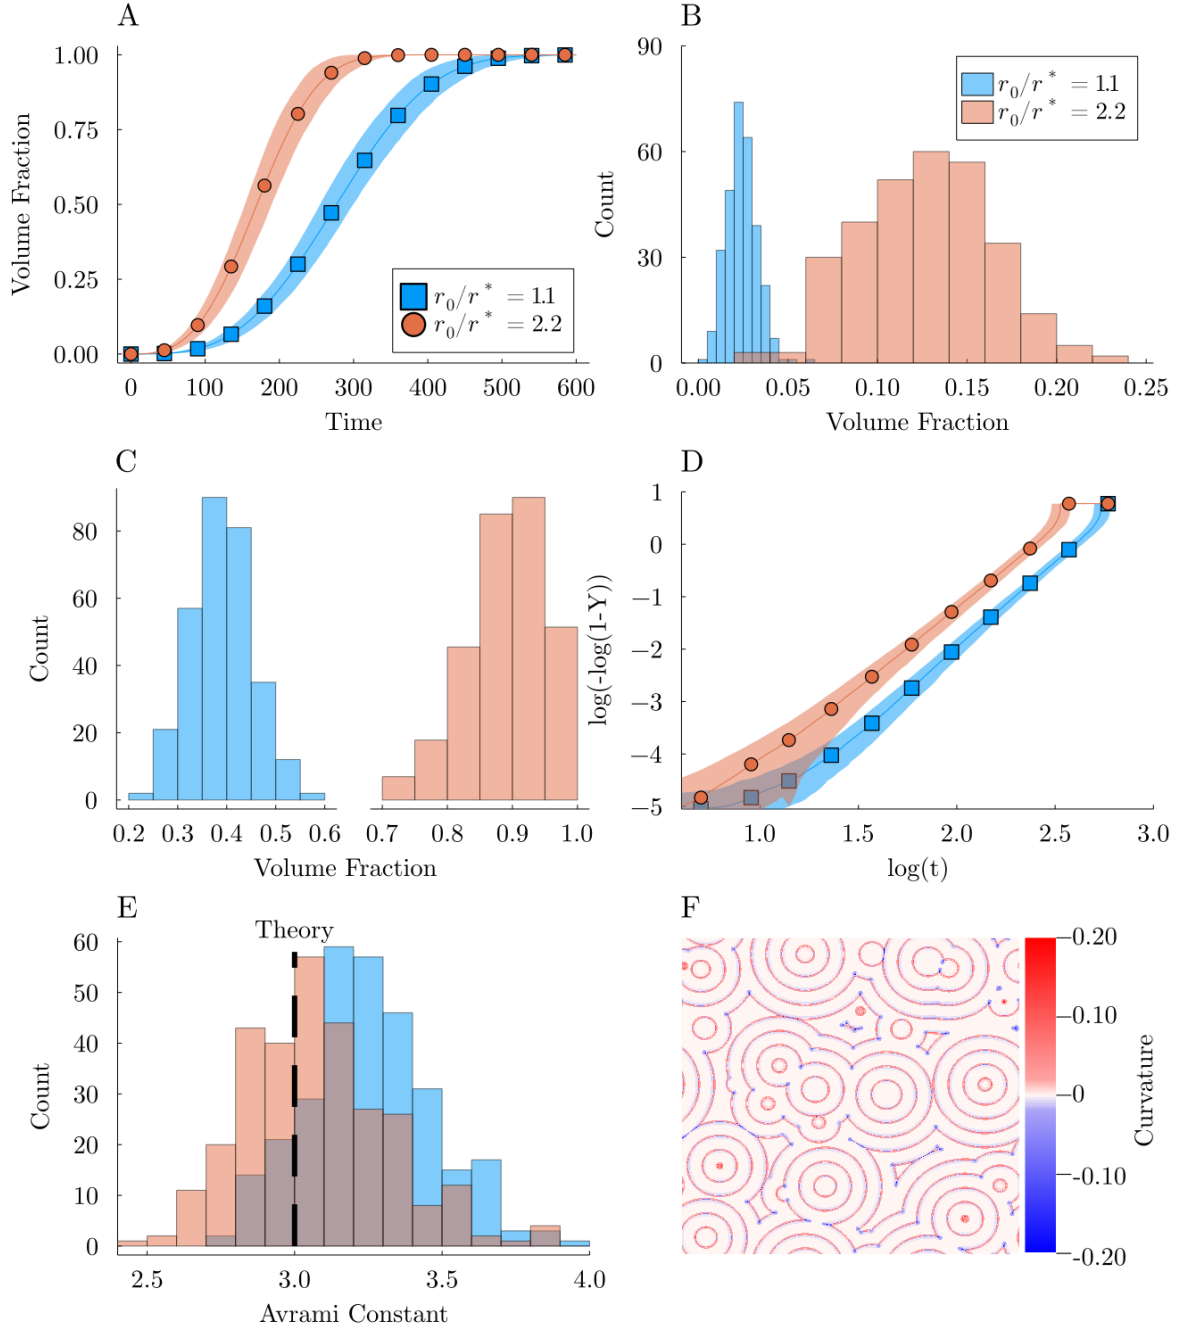 A
Volume Fraction
1.00
0.75
0.50
0.25
0.00
r₀/r* = 1.1
r₀/r* = 2.2
0 100 200 300 400 500 600
Time
B
Count
90
60
30
0
r₀/r* = 1.1
r₀/r* = 2.2
0.00 0.05 0.10 0.15 0.20 0.25
Volume Fraction
C
Count
80
60
40
20
0
0.2 0.3 0.4 0.5 0.6 0.7 0.8 0.9 1.0
Volume Fraction
D
log(-log(1-Y))
1
0
−1
−2
−3
−4
−5
1.0 1.5 2.0 2.5 3.0
log(t)
E
Theory
Count
60
50
40
30
20
10
0
2.5 3.0 3.5 4.0
Avrami Constant
F
0.20
0.10
0
-0.10
-0.20
Curvature